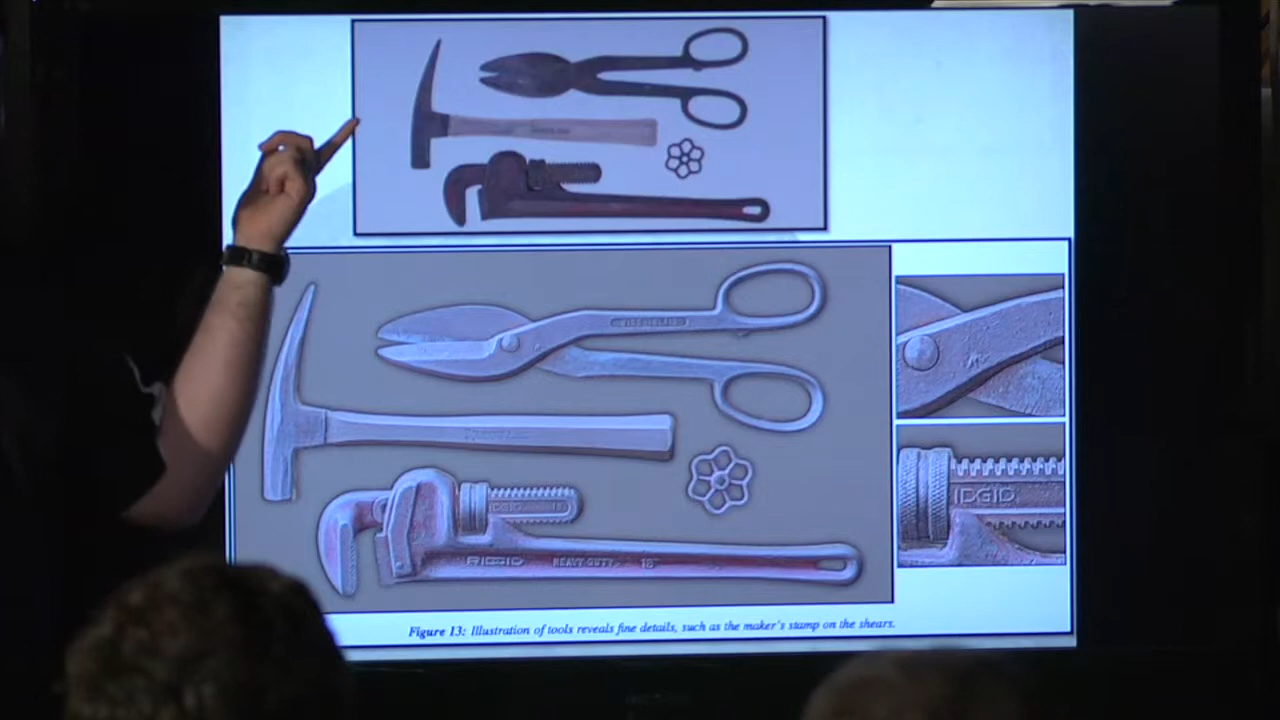 IDGID
RIDGID HEAVY DUTY 18
IDGID
Figure 13: Illustration of tools reveals fine details, such as the maker's stamp on the shears.